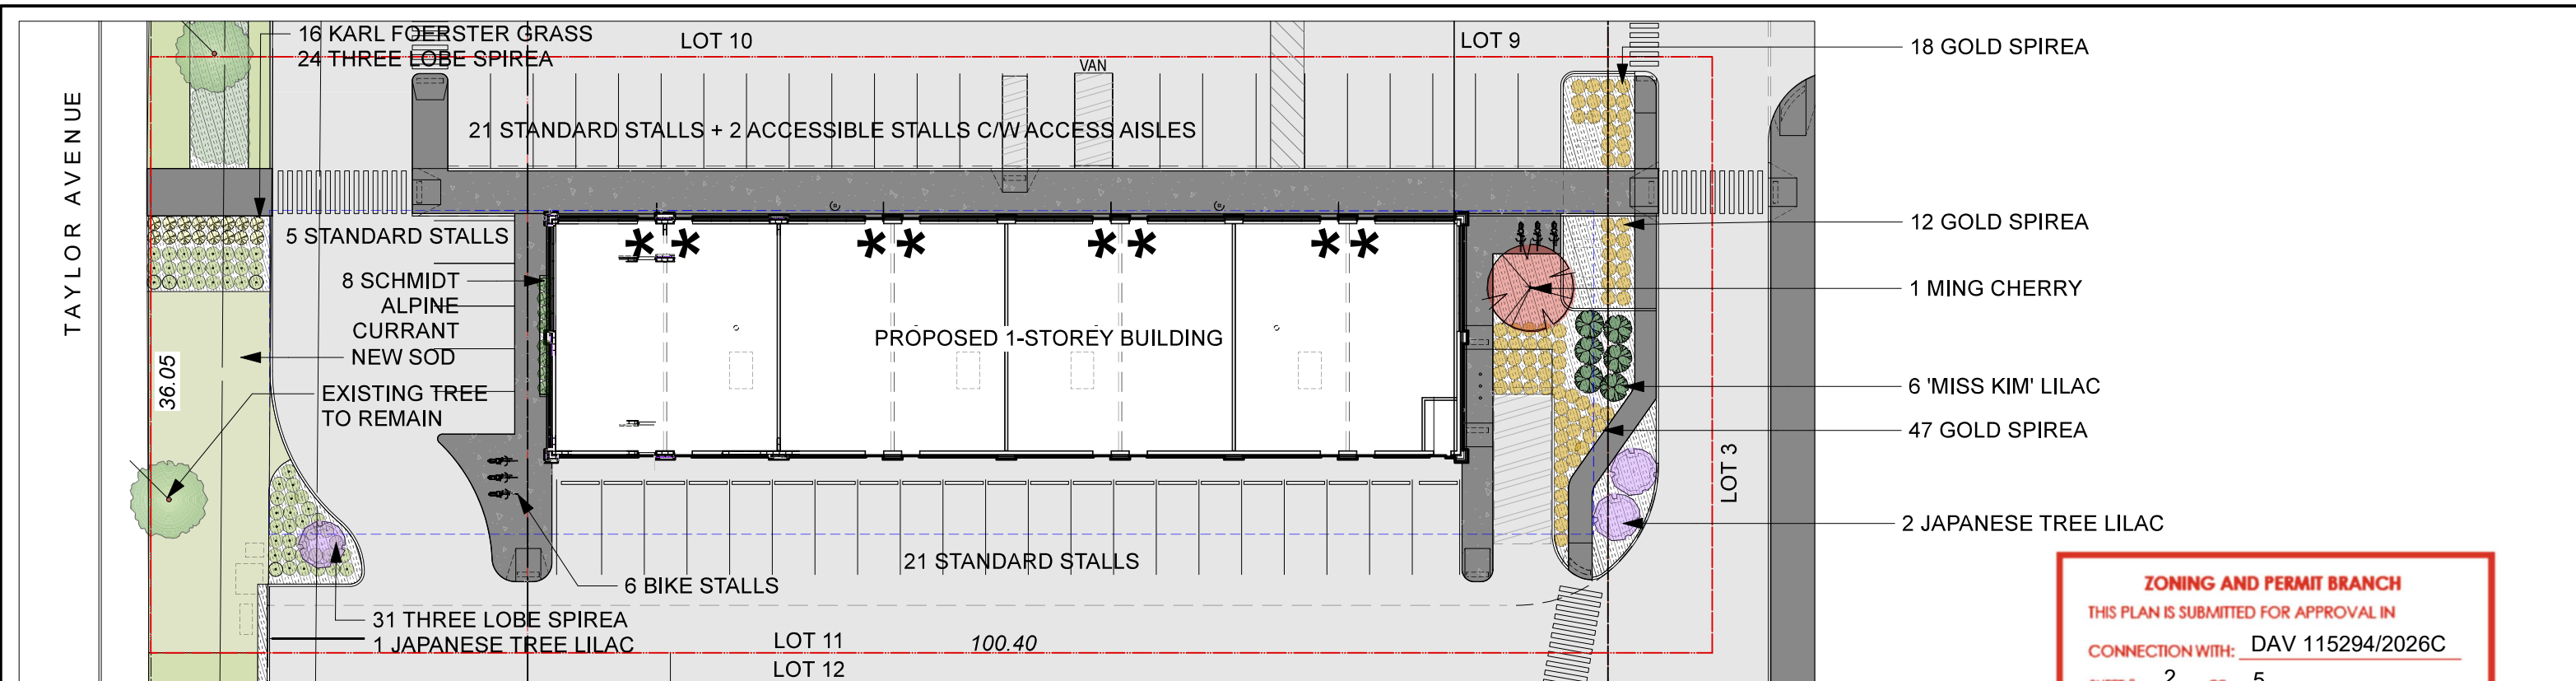 16 KARL FOERSTER GRASS
24 THREE LOBE SPIREA
LOT 10
LOT 9
18 GOLD SPIREA
VAN
TAYLOR AVENUE
21 STANDARD STALLS + 2 ACCESSIBLE STALLS C/W ACCESS AISLES
12 GOLD SPIREA
5 STANDARD STALLS
8 SCHMIDT
ALPINE
CURRANT
1 MING CHERRY
PROPOSED 1-STOREY BUILDING
NEW SOD
36.05
EXISTING TREE
TO REMAIN
6 'MISS KIM' LILAC
47 GOLD SPIREA
LOT 3
2 JAPANESE TREE LILAC
21 STANDARD STALLS
6 BIKE STALLS
31 THREE LOBE SPIREA
1 JAPANESE TREE LILAC
LOT 11
100.40
LOT 12
ZONING AND PERMIT BRANCH
THIS PLAN IS SUBMITTED FOR APPROVAL IN
CONNECTION WITH: DAV 115294/2026C
2 5